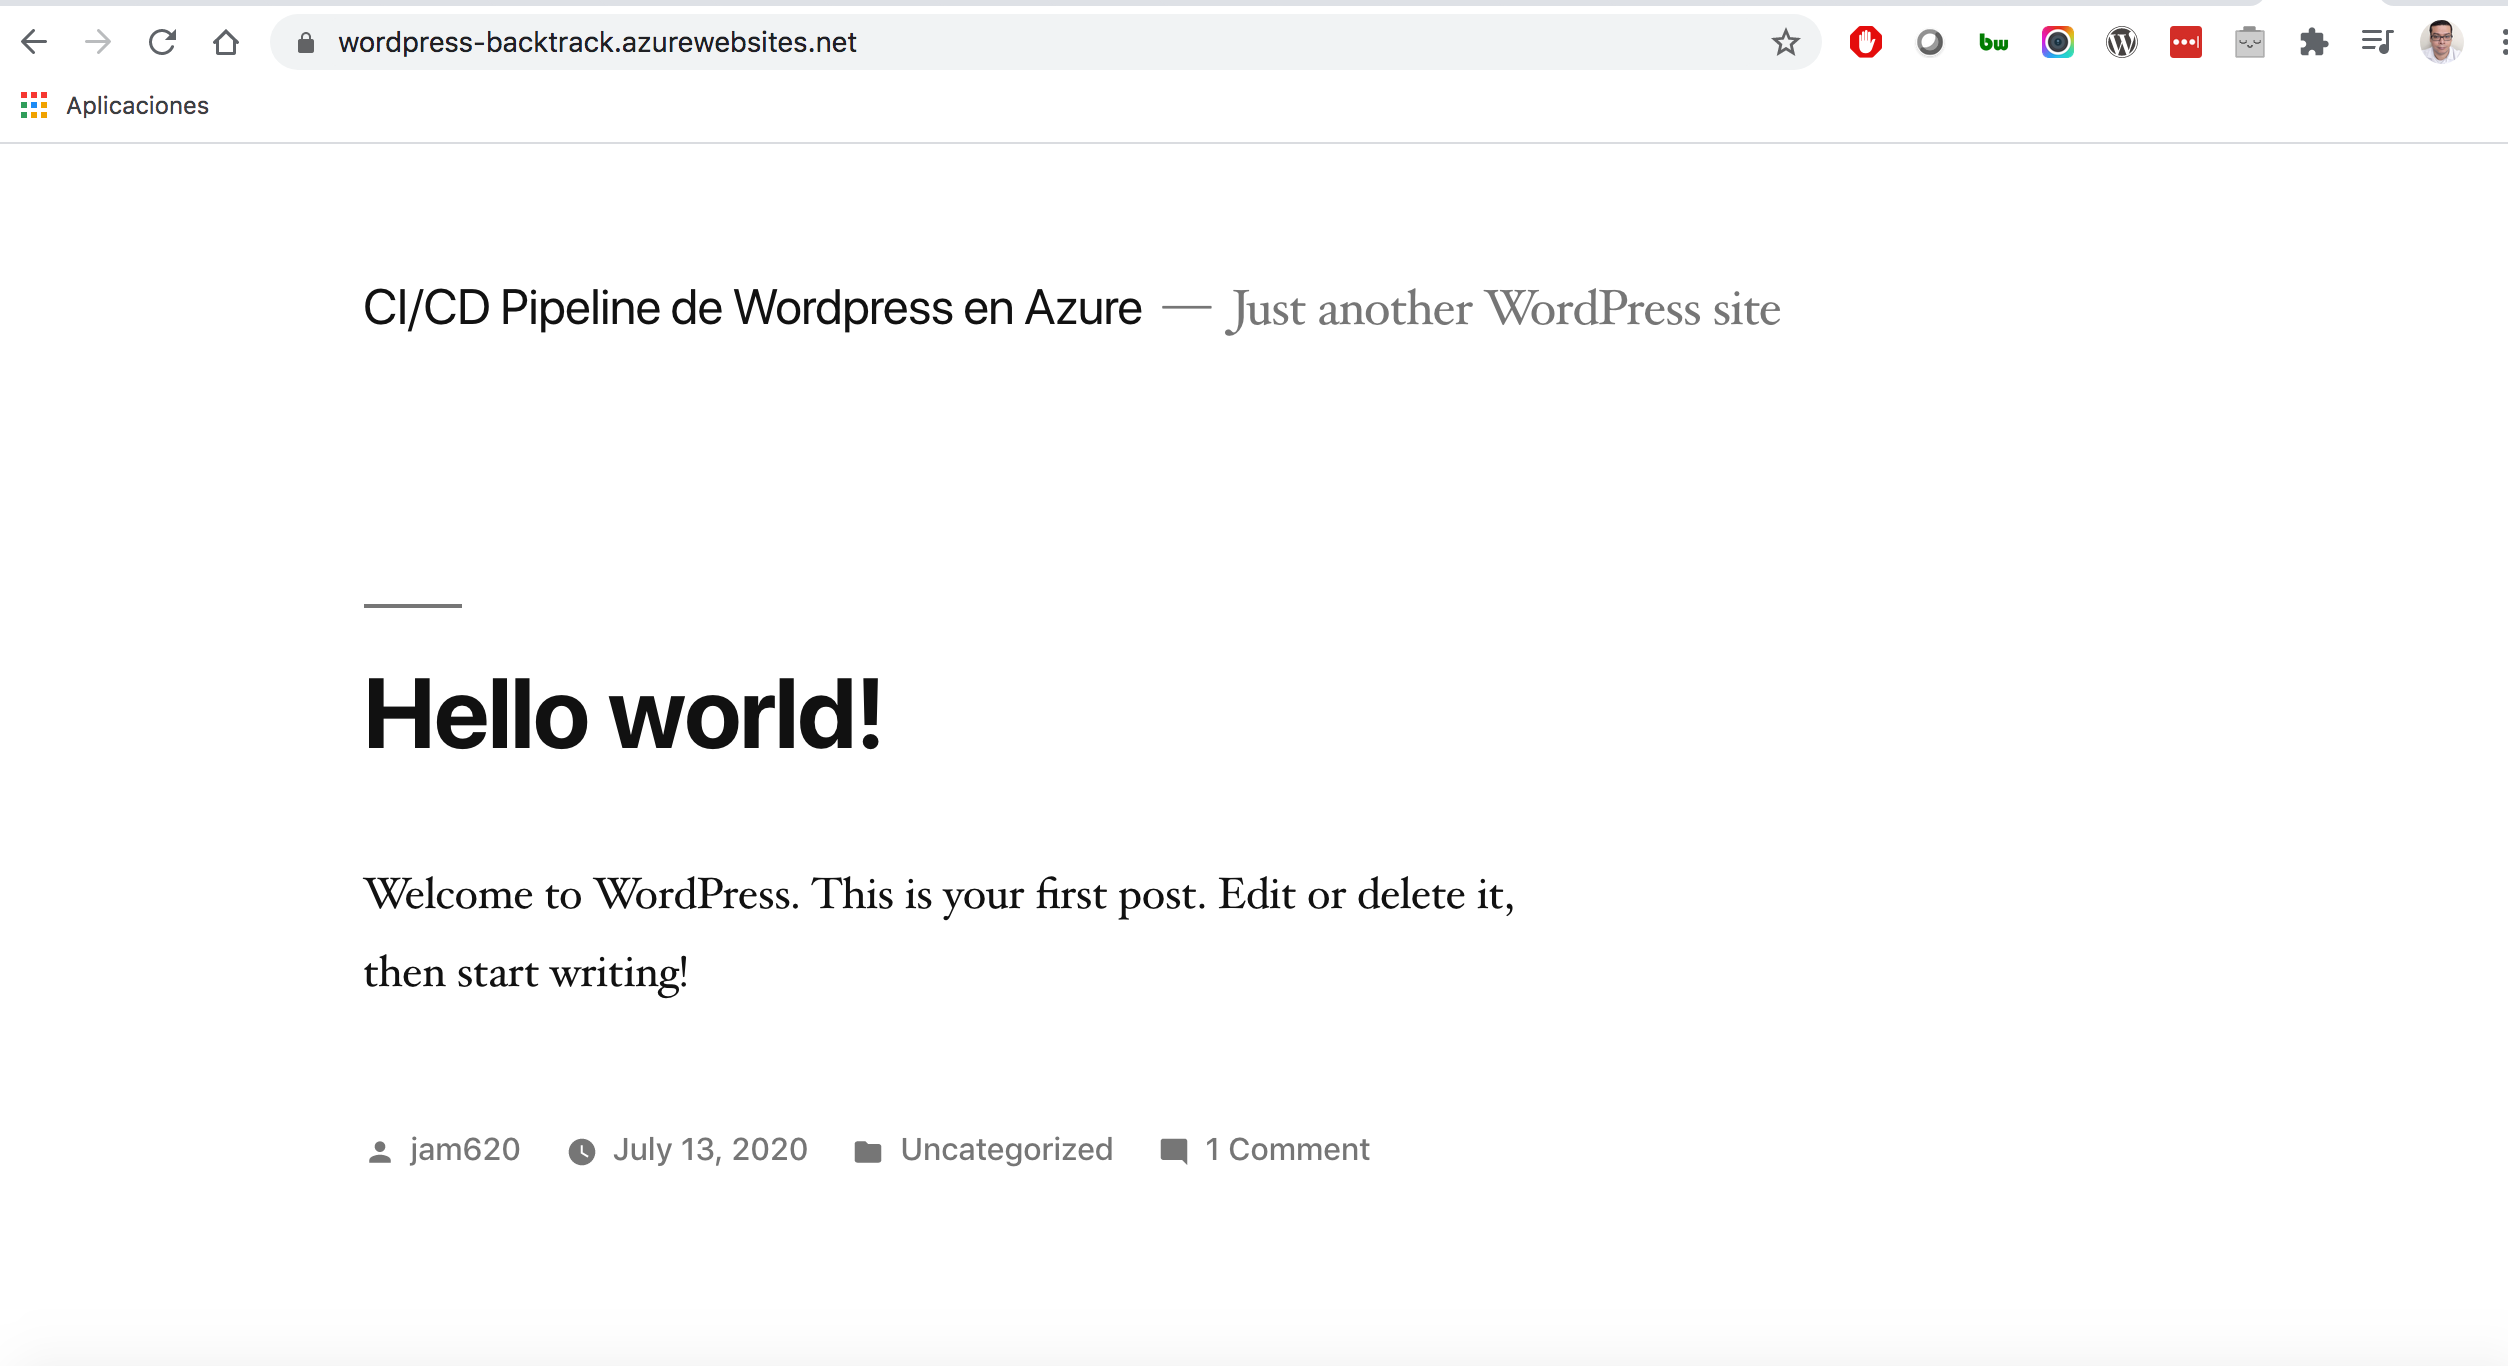 wordpress-backtrack.azurewebsites.net
bw
Aplicaciones
CI/CD Pipeline de Wordpress en Azure — Just another WordPress site
Hello world!
Welcome to WordPress. This is your first post. Edit or delete it,
then start writing!
jam620 July 13, 2020 Uncategorized 1 Comment